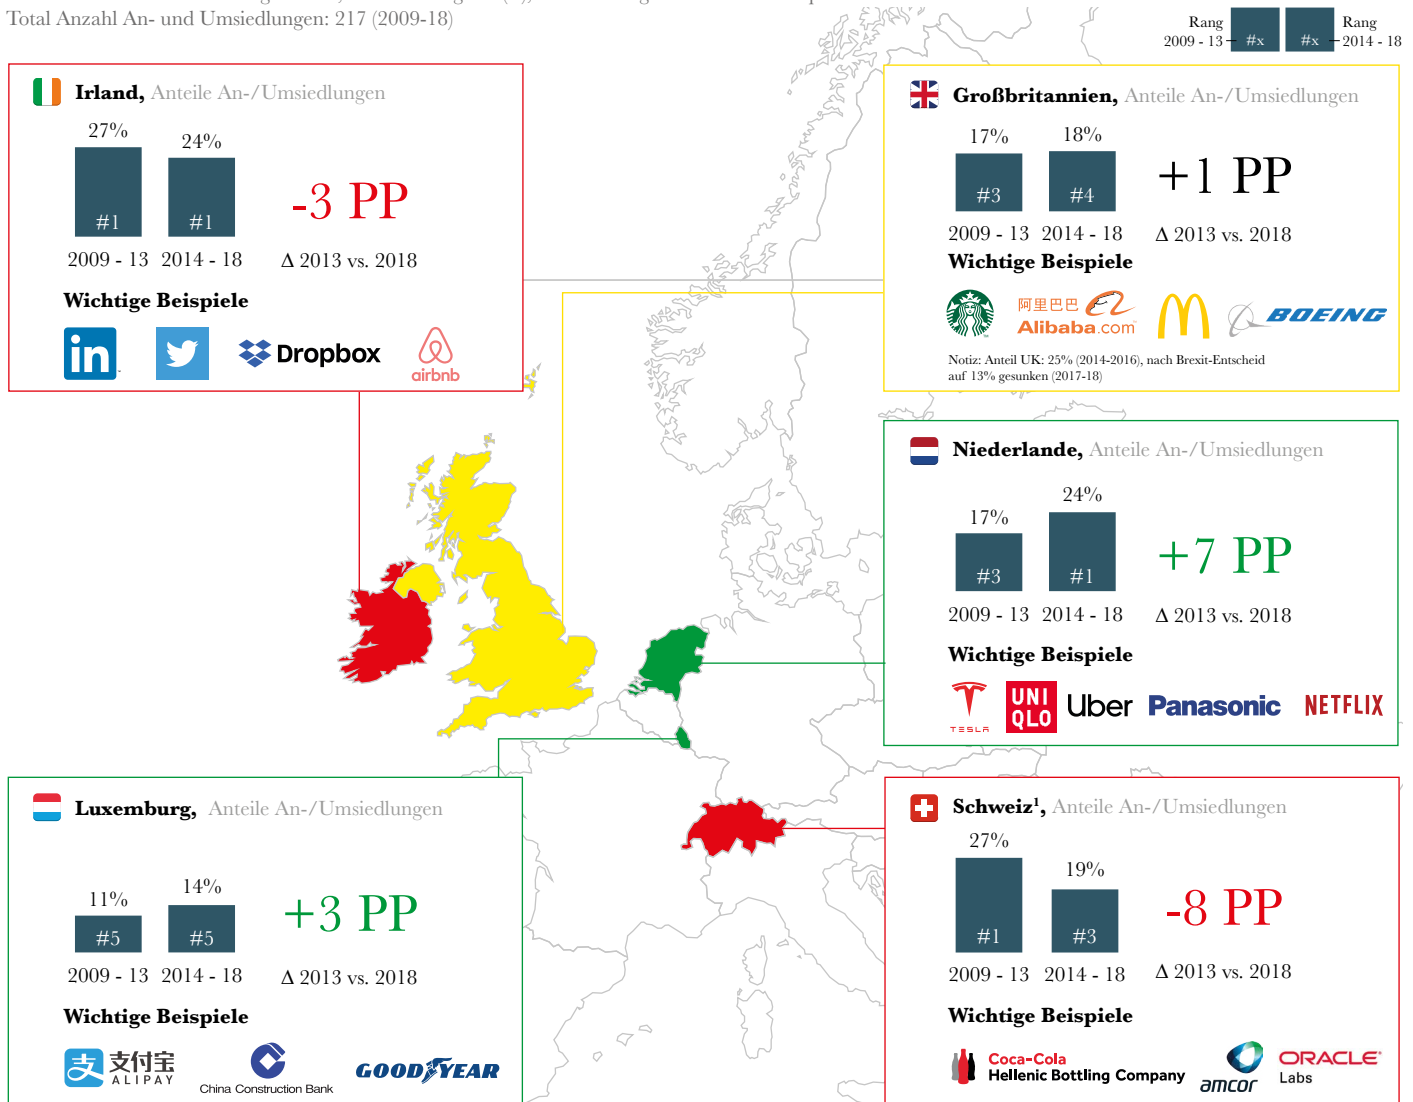 Total Anzahl An- und Umsiedlungen: 217 (2009-18)
Rang
2009 - 13
#x
#x
Rang
2014 - 18
Irland, Anteile An-/Umsiedlungen
27%
24%
#1
#1
-3 PP
2009 - 13 2014 - 18
Δ 2013 vs. 2018
Wichtige Beispiele
in
Dropbox
airbnb
Großbritannien, Anteile An-/Umsiedlungen
17%
18%
#3
#4
+1 PP
2009 - 13 2014 - 18
Δ 2013 vs. 2018
Wichtige Beispiele
阿里巴巴
Alibaba.com
BOEING
Notiz: Anteil UK: 25% (2014-2016), nach Brexit-Entscheid
auf 13% gesunken (2017-18)
Niederlande, Anteile An-/Umsiedlungen
17%
24%
#3
#1
+7 PP
2009 - 13 2014 - 18
Δ 2013 vs. 2018
Wichtige Beispiele
TESLA
UNI
QLO
Uber
Panasonic
NETFLIX
Luxemburg, Anteile An-/Umsiedlungen
11%
14%
#5
#5
+3 PP
2009 - 13 2014 - 18
Δ 2013 vs. 2018
Wichtige Beispiele
支 支付宝
ALIPAY
China Construction Bank
GOODYEAR
Schweiz¹, Anteile An-/Umsiedlungen
27%
19%
#1
#3
-8 PP
2009 - 13 2014 - 18
Δ 2013 vs. 2018
Wichtige Beispiele
Coca-Cola
Hellenic Bottling Company
amcor
ORACLE
Labs